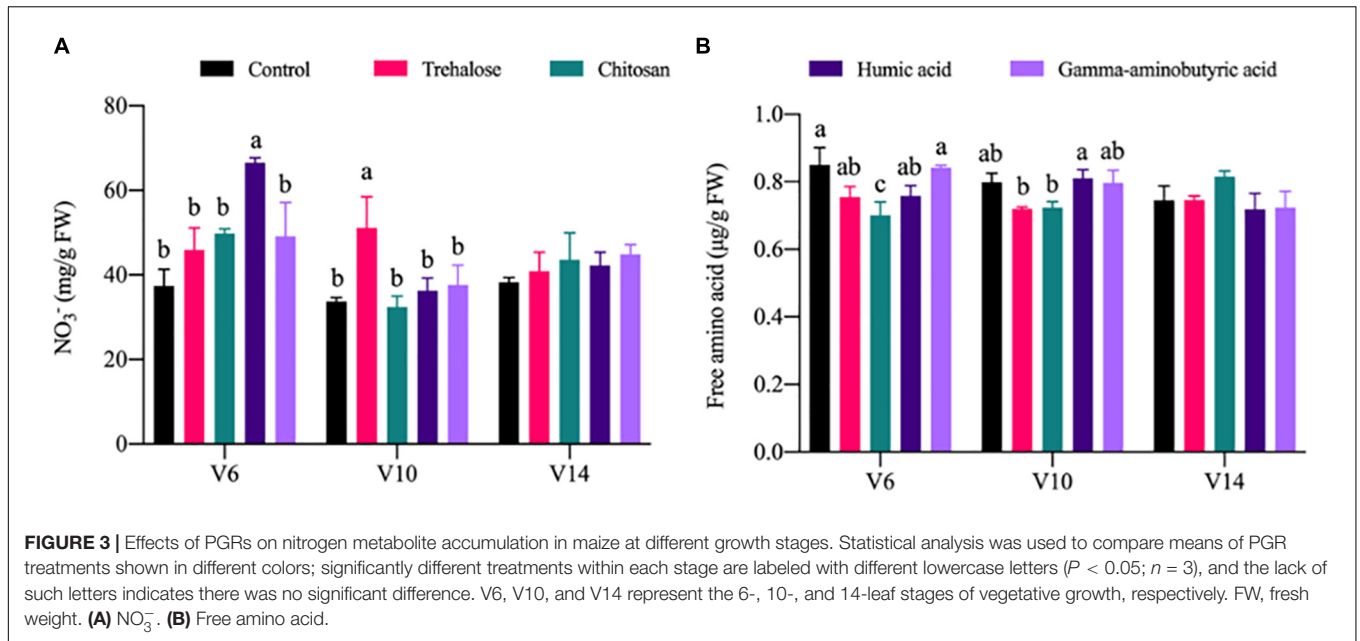 A
B
Control Trehalose Chitosan Humic acid Gamma-aminobutyric acid
NO₃⁻ (mg/g FW)
80
60
40
20
0
b b b a b
b a b b b
V6 V10 V14
Free amino acid (μg/g FW)
1.0
0.8
0.6
0.4
0.2
0.0
a ab c ab a
ab b b a ab
V6 V10 V14
FIGURE 3 | Effects of PGRs on nitrogen metabolite accumulation in maize at different growth stages. Statistical analysis was used to compare means of PGR
treatments shown in different colors; significantly different treatments within each stage are labeled with different lowercase letters (P < 0.05; n = 3), and the lack of
such letters indicates there was no significant difference. V6, V10, and V14 represent the 6-, 10-, and 14-leaf stages of vegetative growth, respectively. FW, fresh
weight. (A) NO₃⁻. (B) Free amino acid.